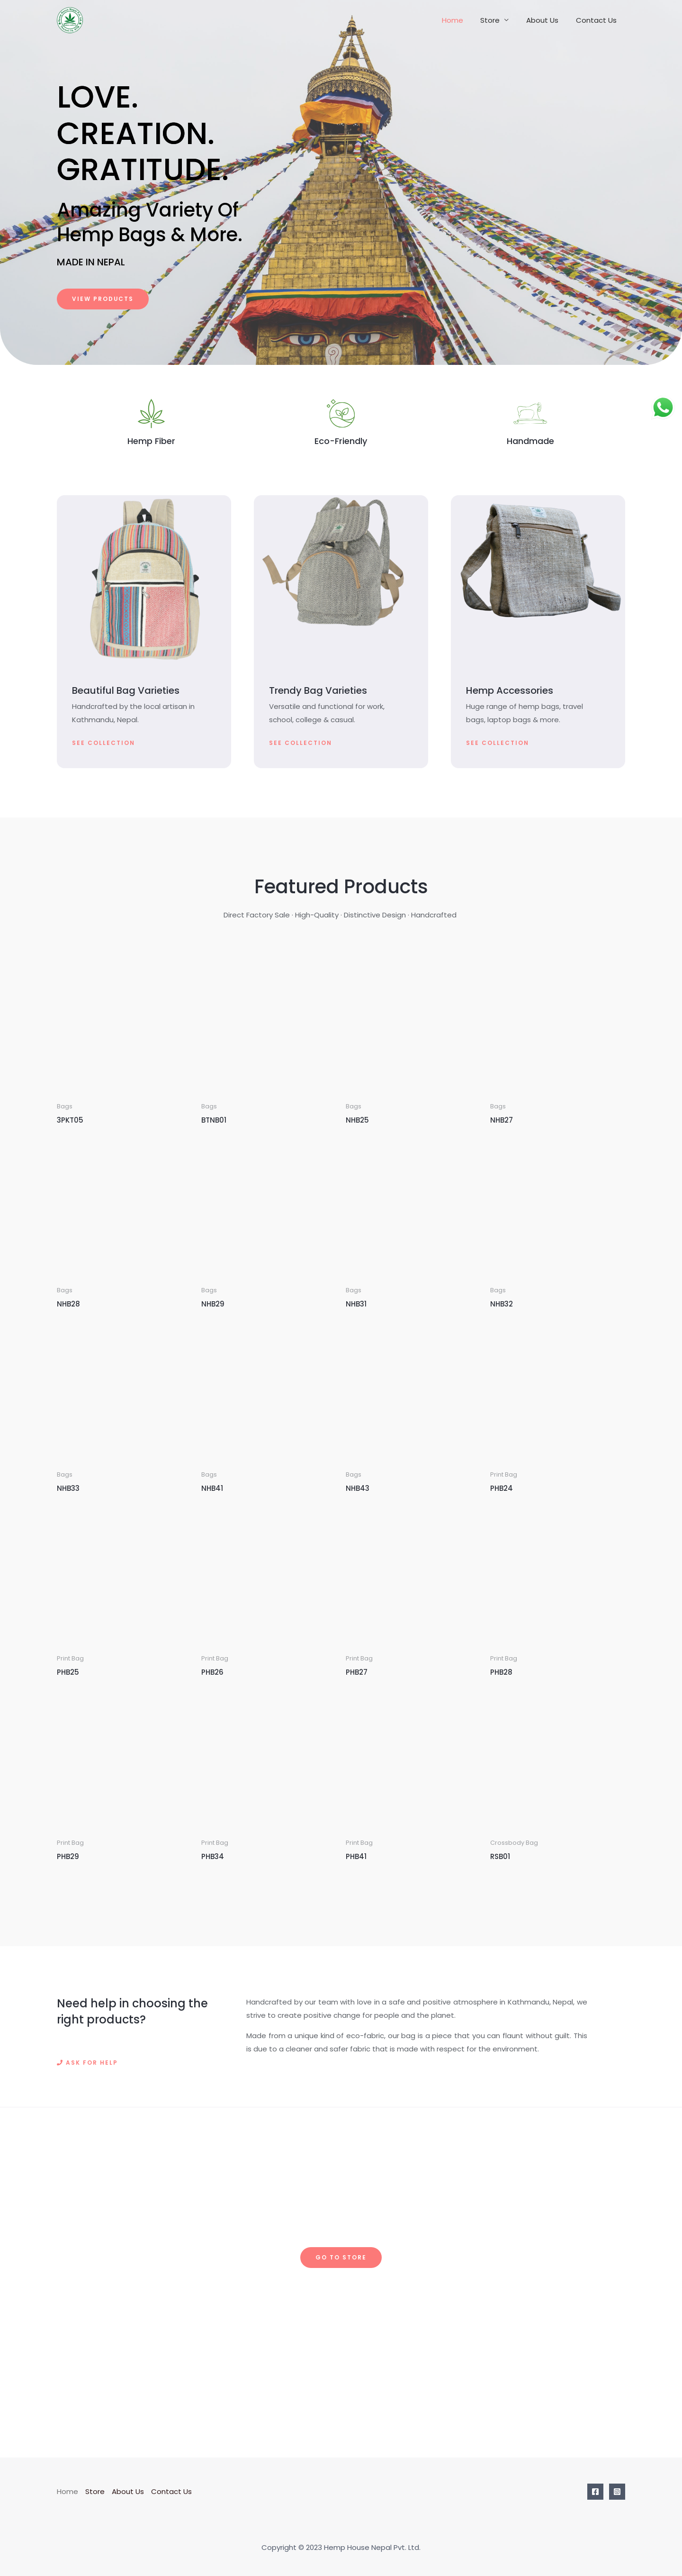 Home Store About Us Contact Us
LOVE.
CREATION.
GRATITUDE.
Amazing Variety Of
Hemp Bags & More.
MADE IN NEPAL
VIEW PRODUCTS
Hemp Fiber
Eco-Friendly
Handmade
Beautiful Bag Varieties
Handcrafted by the local artisan in
Kathmandu, Nepal.
SEE COLLECTION
Trendy Bag Varieties
Versatile and functional for work,
school, college & casual.
SEE COLLECTION
Hemp Accessories
Huge range of hemp bags, travel
bags, laptop bags & more.
SEE COLLECTION
Featured Products
Direct Factory Sale · High-Quality · Distinctive Design · Handcrafted
Bags
3PKT05
Bags
BTNB01
Bags
NHB25
Bags
NHB27
Bags
NHB28
Bags
NHB29
Bags
NHB31
Bags
NHB32
Bags
NHB33
Bags
NHB41
Bags
NHB43
Print Bag
PHB24
Print Bag
PHB25
Print Bag
PHB26
Print Bag
PHB27
Print Bag
PHB28
Print Bag
PHB29
Print Bag
PHB34
Print Bag
PHB41
Crossbody Bag
RSB01
Need help in choosing the
right products?
ASK FOR HELP
Handcrafted by our team with love in a safe and positive atmosphere in Kathmandu, Nepal, we
strive to create positive change for people and the planet.
Made from a unique kind of eco-fabric, our bag is a piece that you can flaunt without guilt. This
is due to a cleaner and safer fabric that is made with respect for the environment.
GO TO STORE
Home Store About Us Contact Us
Copyright © 2023 Hemp House Nepal Pvt. Ltd.